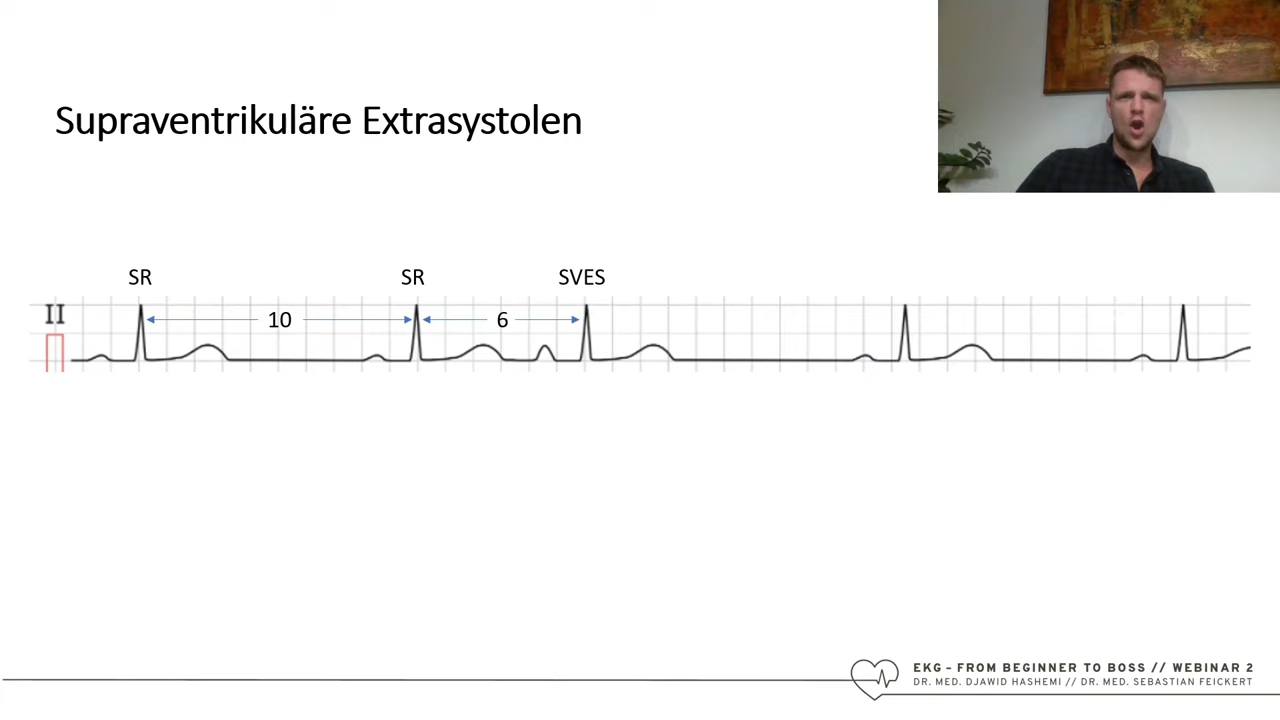 Supraventrikuläre Extrasystolen
SR SR SVES
II 10 6
EKG – FROM BEGINNER TO BOSS // WEBINAR 2
DR. MED. DJAWID HASHEMI // DR. MED. SEBASTIAN FEICKERT